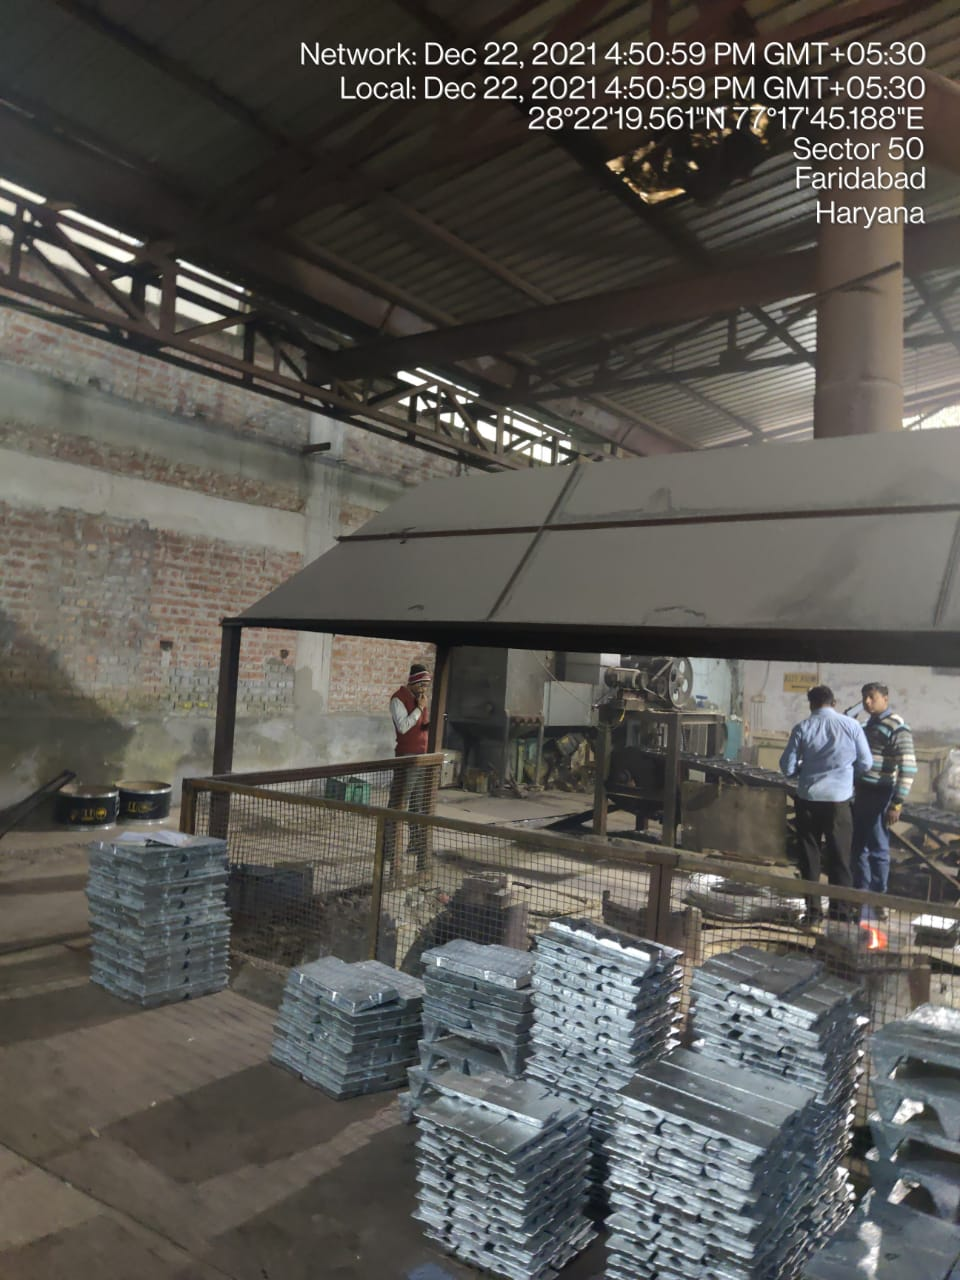 Network: Dec 22, 2021 4:50:59 PM GMT+05:30
Local: Dec 22, 2021 4:50:59 PM GMT+05:30
28°22'19.561"N 77°17'45.188"E
Sector 50
Faridabad
Haryana